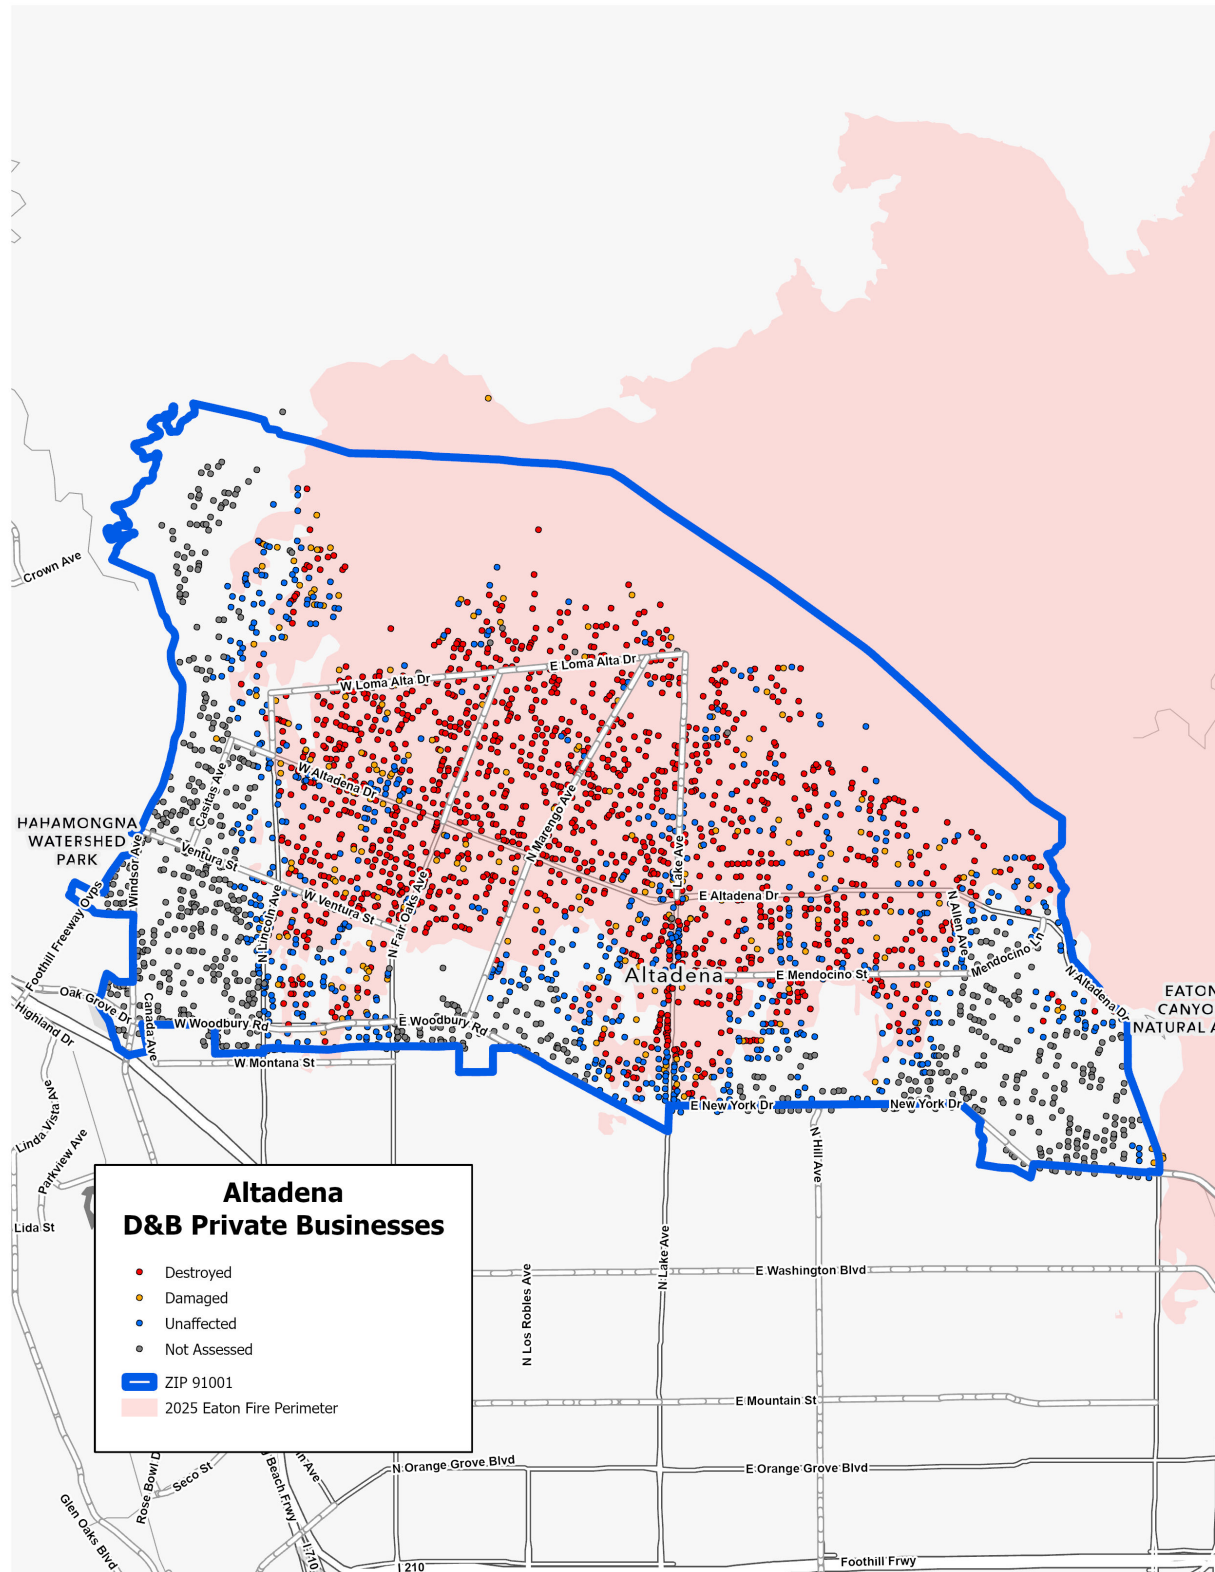 Crown Ave
E Loma Alta Dr
W Loma Alta Dr
W Altadena Dr
Casitas Ave
N Marengo Ave
HAHAMONGNA
WATERSHED
PARK
Windsor Ave
Ventura St
Lake Ave
W Ventura St
N Fair Oaks Ave
N Lincoln Ave
E Altadena Dr
N Allen Ave
Mendocino Ln
Foothill Freeway Ovps
Altadena
E Mendocino St
N Altadena Dr
Oak Grove Dr
Highland Dr
Canada Ave
W Woodbury Rd
E Woodbury Rd
EATON
CANYO
NATURAL A
W Montana St
E New York Dr
New York Dr
Linda Vista Ave
Parkview Ave
N Hill Ave
Lida St
Altadena
D&B Private Businesses
Destroyed
Damaged
Unaffected
Not Assessed
ZIP 91001
2025 Eaton Fire Perimeter
N Lake Ave
E Washington Blvd
N Los Robles Ave
E Mountain St
N Orange Grove Blvd
E Orange Grove Blvd
Rose Bowl D
Seco St
Beach Frwy
Ave
Glen Oaks Blvd
I 710
I 210
Foothill Frwy